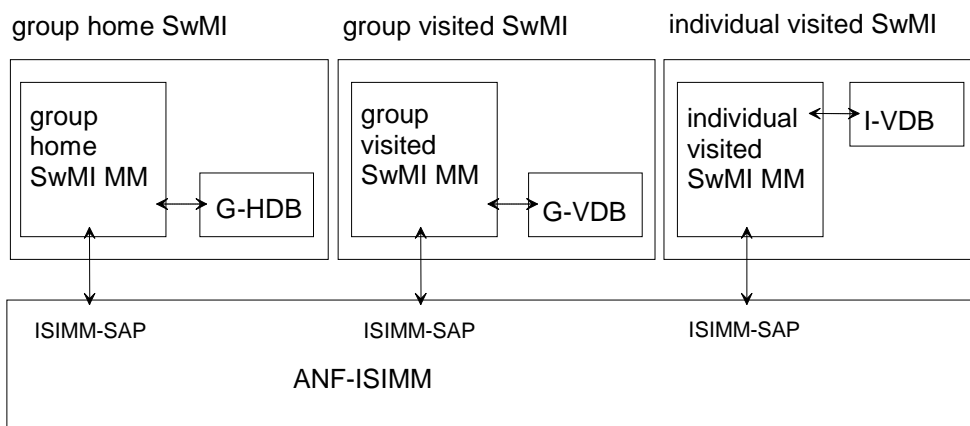 group home SwMI
group visited SwMI
individual visited SwMI
group
home
SwMI MM
G-HDB
group
visited
SwMI MM
G-VDB
individual
visited
SwMI MM
I-VDB
ISIMM-SAP
ISIMM-SAP
ISIMM-SAP
ANF-ISIMM